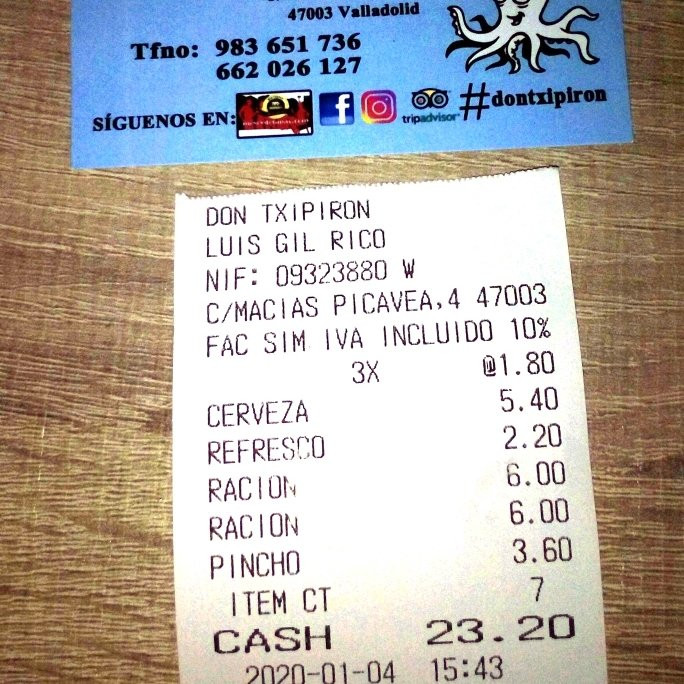 47003 Valladolid
Tfno: 983 651 736
662 026 127
SÍGUENOS EN:
tripadvisor
#dontxipiron
DON TXIPIRON
LUIS GIL RICO
NIF: 09323880 W
C/MACIAS PICAVEA,4 47003
FAC SIM IVA INCLUIDO 10%
3X @1.80
CERVEZA 5.40
REFRESCO 2.20
RACION 6.00
RACION 6.00
PINCHO 3.60
ITEM CT 7
CASH 23.20
2020-01-04 15:43